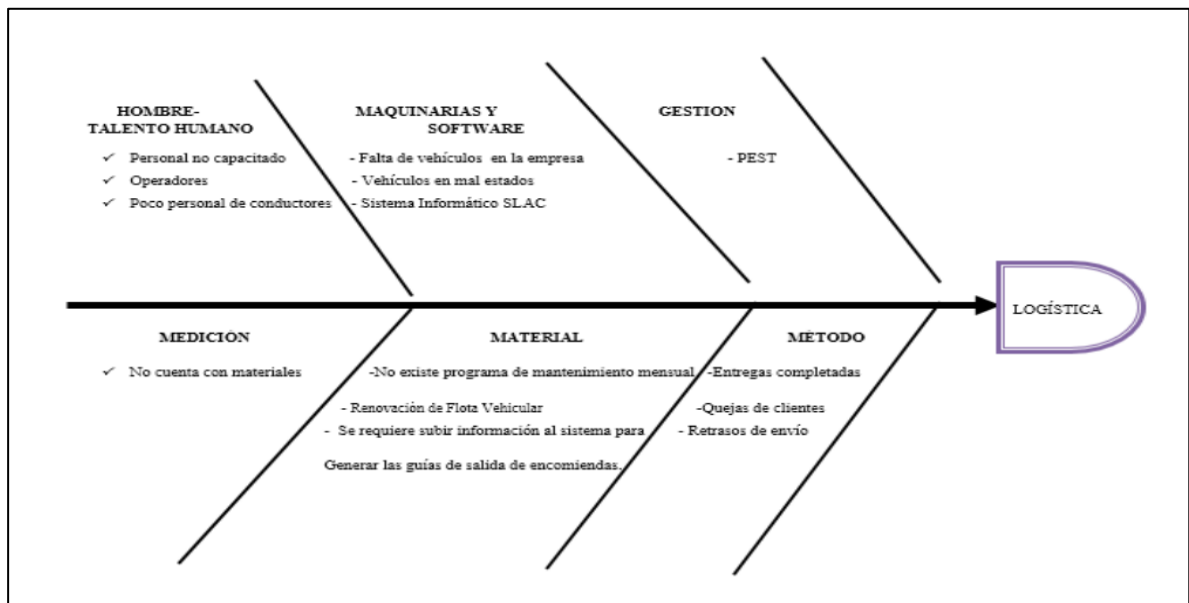 HOMBRE-
TALENTO HUMANO
✓ Personal no capacitado
✓ Operadores
✓ Poco personal de conductores
MAQUINARIAS Y
SOFTWARE
- Falta de vehículos en la empresa
- Vehículos en mal estados
- Sistema Informático SLAC
GESTION
- PEST
LOGÍSTICA
MEDICIÓN
✓ No cuenta con materiales
MATERIAL
-No existe programa de mantenimiento mensual
- Renovación de Flota Vehicular
- Se requiere subir información al sistema para
Generar las guías de salida de encomiendas.
MÉTODO
-Entregas completadas
-Quejas de clientes
- Retrasos de envío